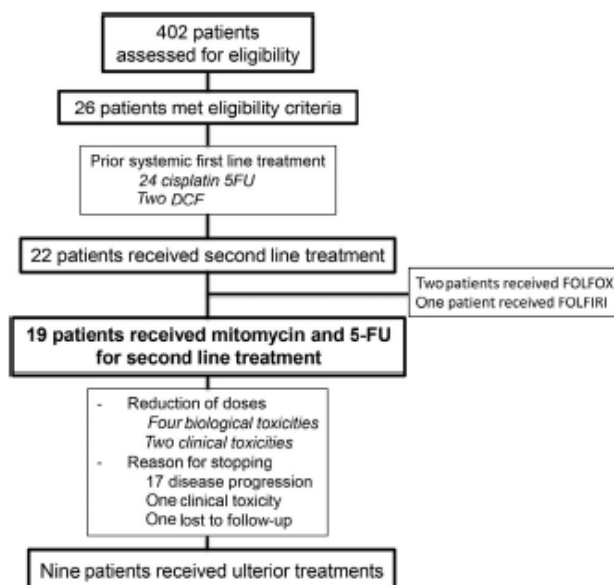 402 patients
assessed for eligibility
26 patients met eligibility criteria
Prior systemic first line treatment
24 cisplatin 5FU
Two DCF
22 patients received second line treatment
Two patients received FOLFOX
One patient received FOLFIRI
19 patients received mitomycin and 5-FU
for second line treatment
- Reduction of doses
Four biological toxicities
Two clinical toxicities
- Reason for stopping
17 disease progression
One clinical toxicity
One lost to follow-up
Nine patients received ulterior treatments